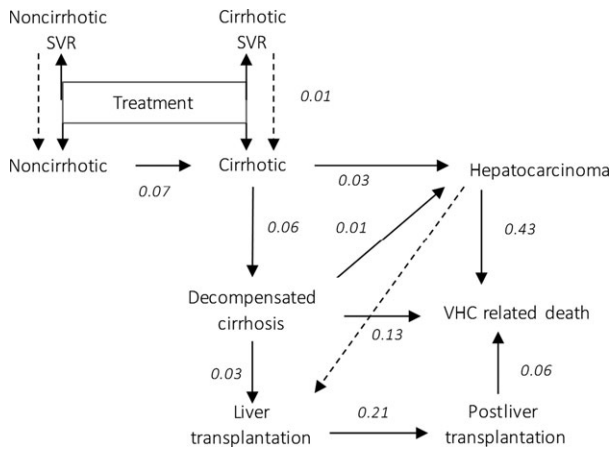 Noncirrhotic
SVR
Cirrhotic
SVR
Treatment
0.01
Noncirrhotic
Cirrhotic
Hepatocarcinoma
0.07
0.03
0.06
0.01
0.43
Decompensated
cirrhosis
VHC related death
0.13
0.03
0.06
Liver
transplantation
0.21
Postliver
transplantation